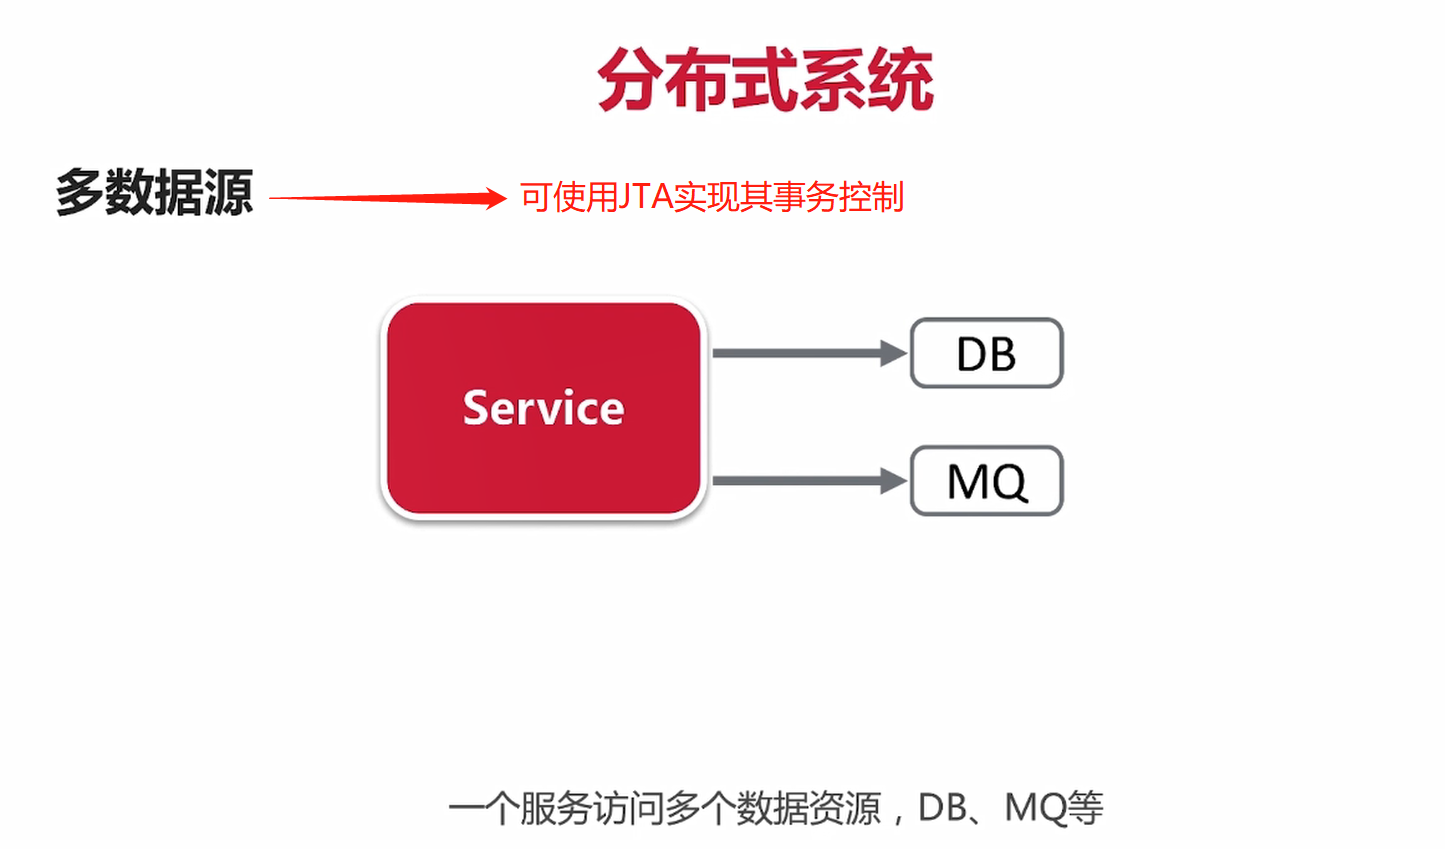 分布式系统
多数据源
可使用JTA实现其事务控制
Service
DB
MQ
一个服务访问多个数据资源，DB、MQ等